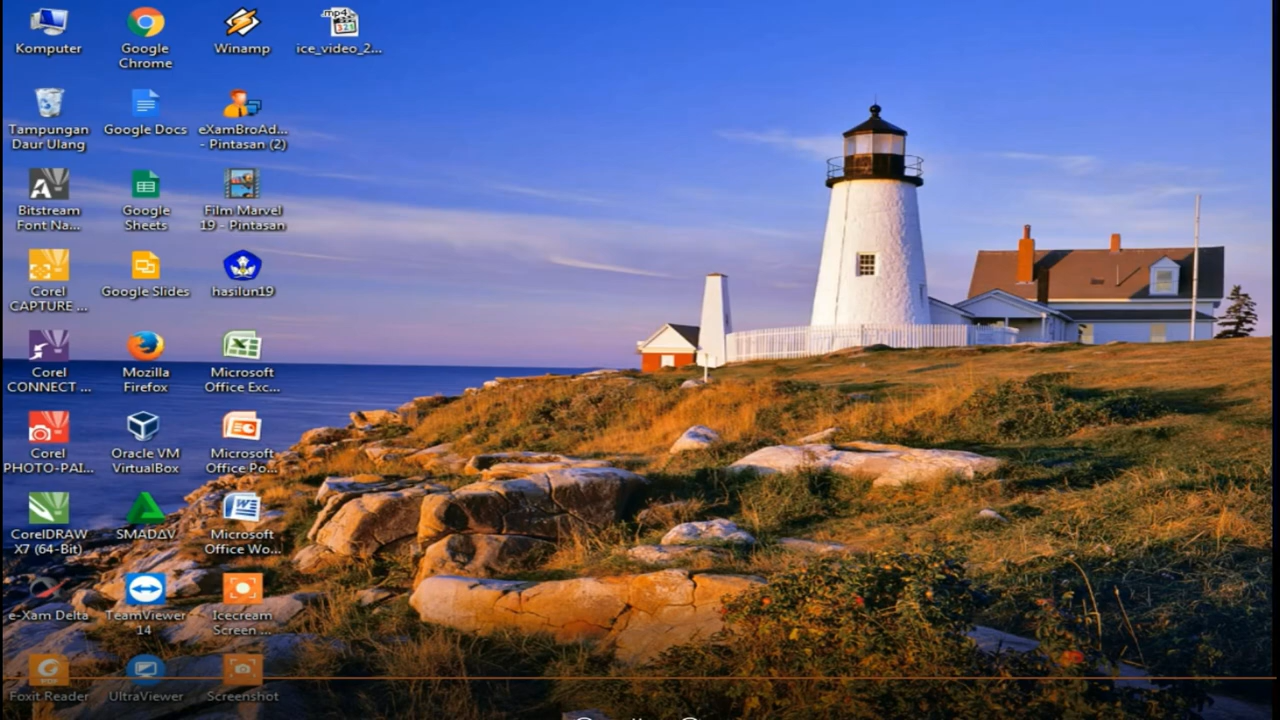 Komputer
Google
Chrome
Winamp
.mp4
ice_video_2...
Tampungan
Daur Ulang
Google Docs
eXamBroAd...
- Pintasan (2)
Bitstream
Font Na...
Google
Sheets
Film Marvel
19 - Pintasan
Corel
CAPTURE ...
Google Slides
hasilun19
Corel
CONNECT ...
Mozilla
Firefox
Microsoft
Office Exc...
Corel
PHOTO-PAI...
Oracle VM
VirtualBox
Microsoft
Office Po...
CorelDRAW
X7 (64-Bit)
SMADΔV
Microsoft
Office Wo...
e-Xam Delta
TeamViewer
14
Icecream
Screen ...
Foxit Reader
UltraViewer
Screenshot